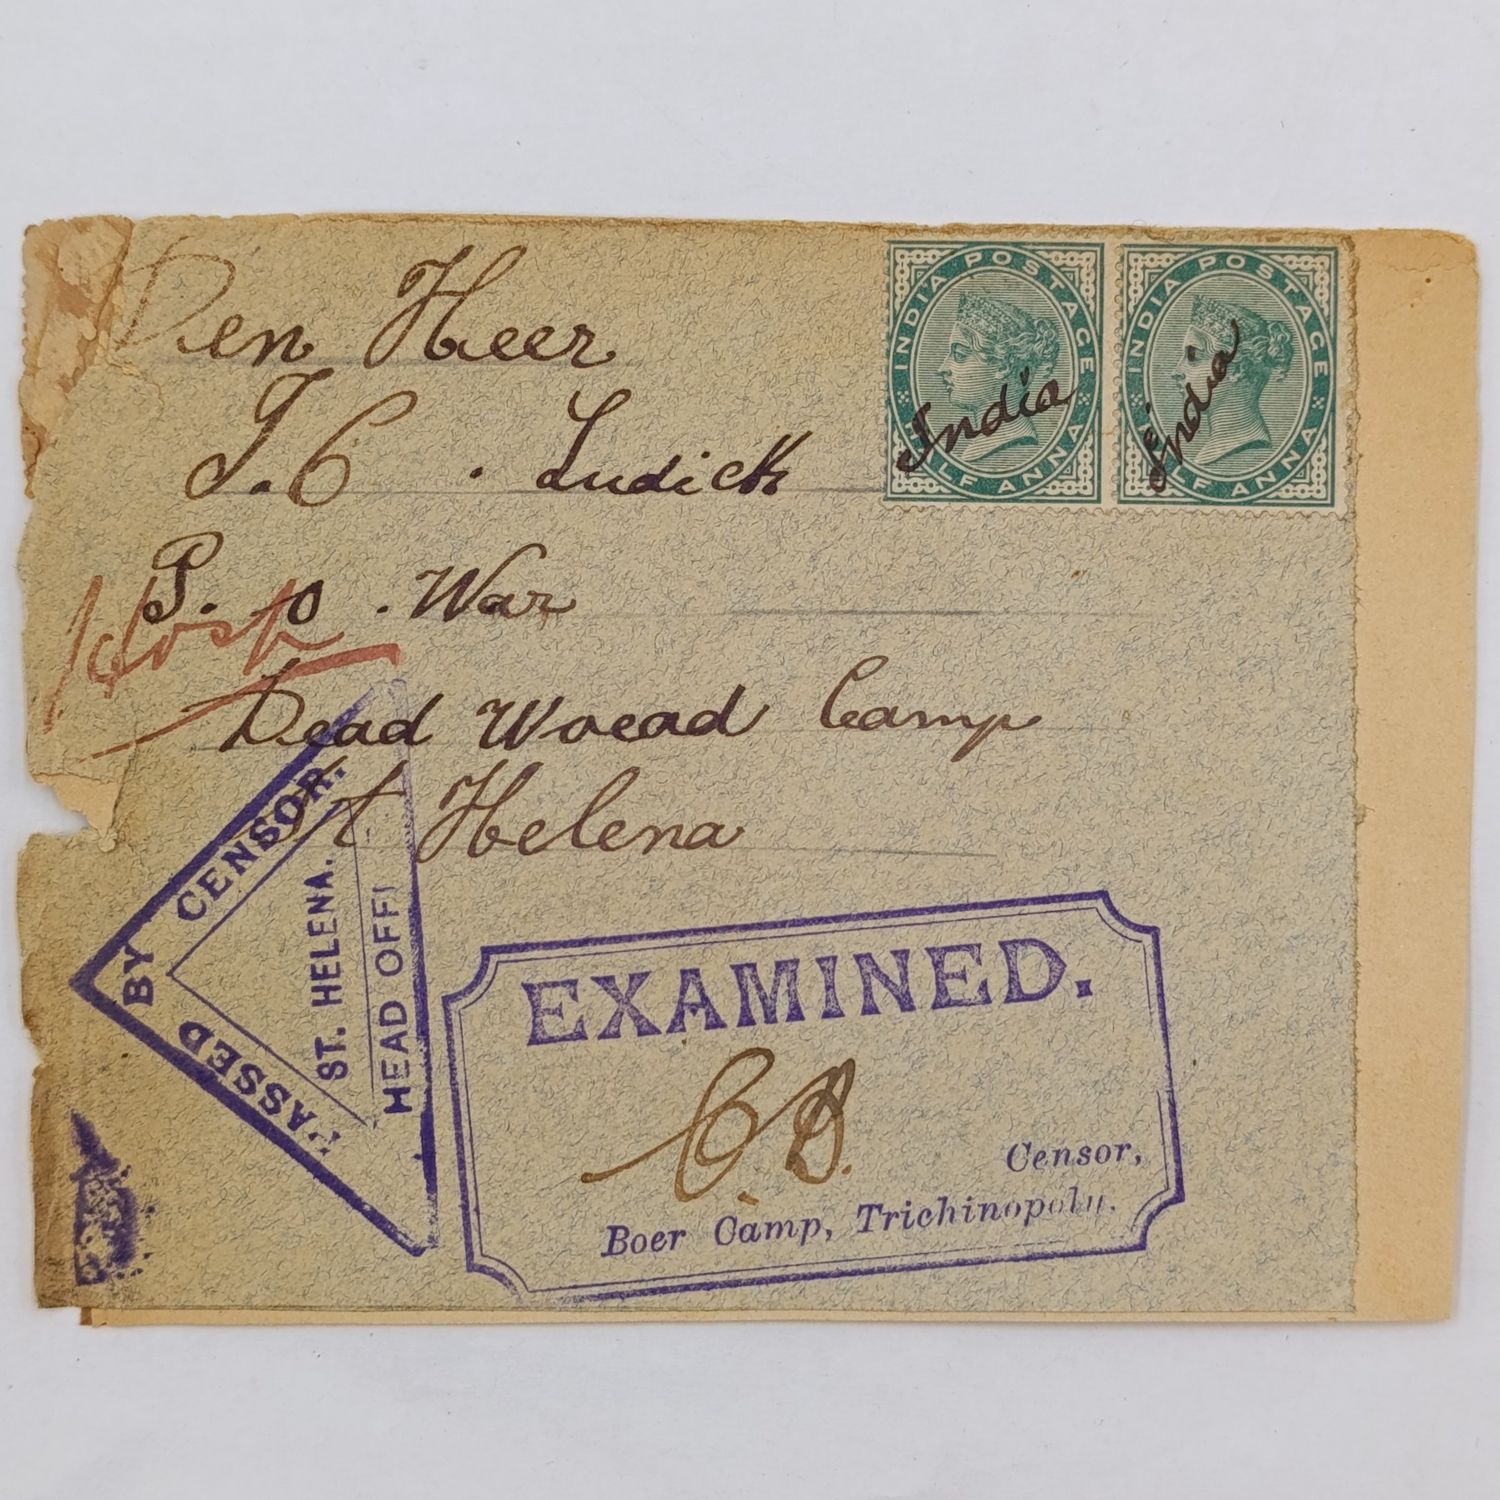 Den Heer
J. C. Ludick
P. o. War
Hosp
Dead Woead Camp
St Helena
INDIA POSTAGE
HALF ANNA
India
INDIA POSTAGE
HALF ANNA
India
PASSED BY CENSOR.
ST. HELENA.
HEAD OFFI
EXAMINED.
C. B.
Censor,
Boer Camp, Trichinopoly.